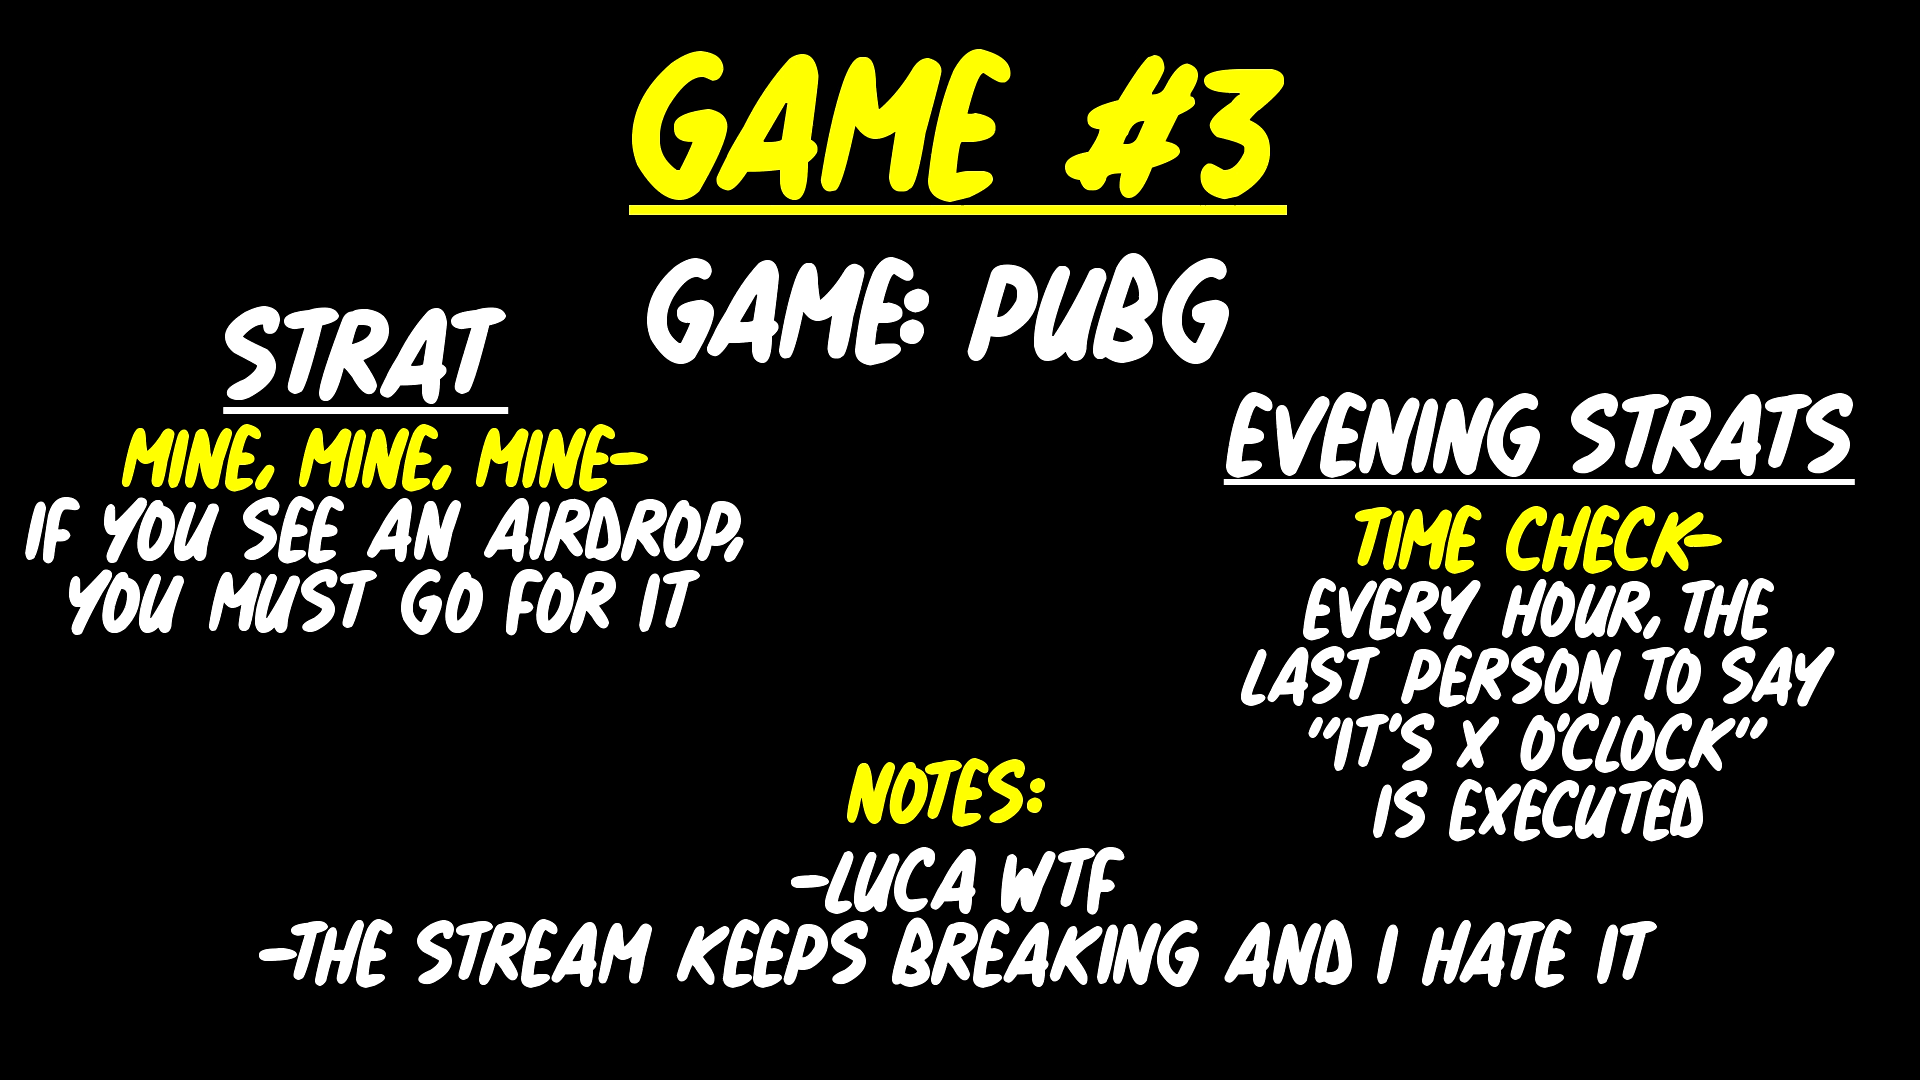 GAME #3
GAME: PUBG
STRAT
MINE, MINE, MINE-
IF YOU SEE AN AIRDROP,
YOU MUST GO FOR IT
EVENING STRATS
TIME CHECK-
EVERY HOUR, THE
LAST PERSON TO SAY
"IT'S X O'CLOCK"
IS EXECUTED
NOTES:
-LUCA WTF
-THE STREAM KEEPS BREAKING AND I HATE IT